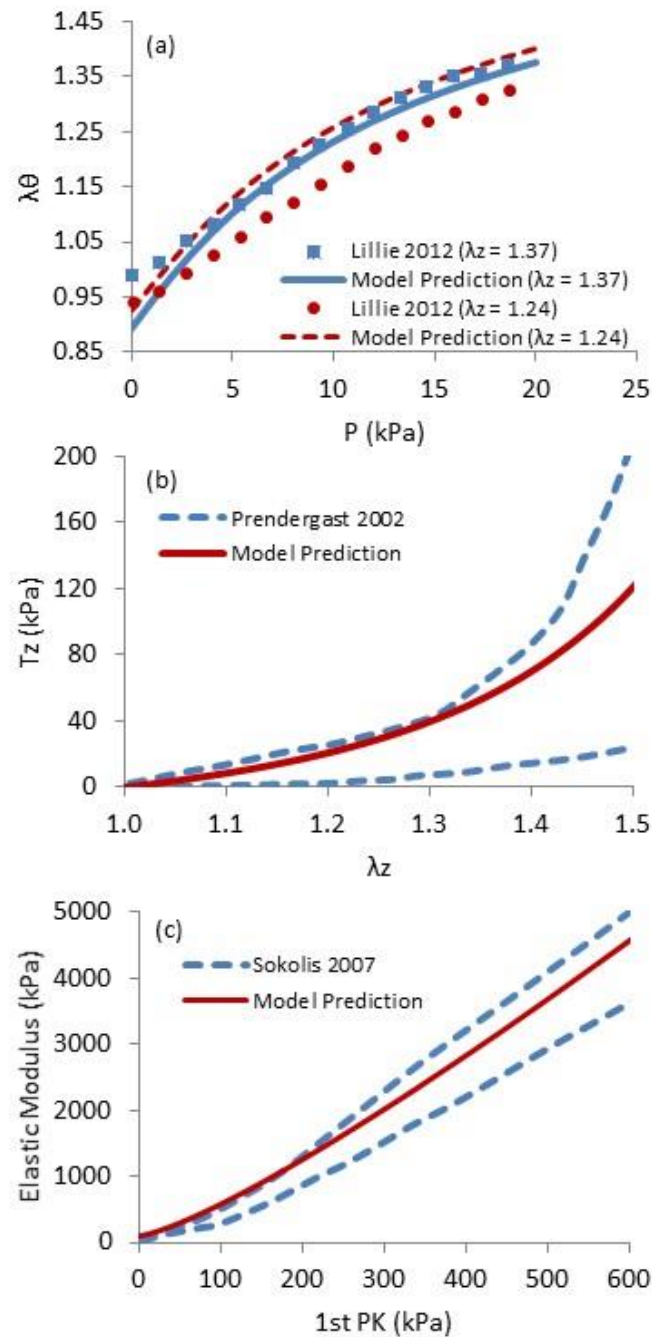 (a)
1.45
1.35
1.25
1.15
1.05
0.95
0.85
λθ
Lillie 2012 (λz = 1.37)
Model Prediction (λz = 1.37)
Lillie 2012 (λz = 1.24)
Model Prediction (λz = 1.24)
0 5 10 15 20 25
P (kPa)
(b)
200
160
120
80
40
0
Tz (kPa)
Prendergast 2002
Model Prediction
1.0 1.1 1.2 1.3 1.4 1.5
λz
(c)
5000
4000
3000
2000
1000
0
Elastic Modulus (kPa)
Sokolis 2007
Model Prediction
0 100 200 300 400 500 600
1st PK (kPa)